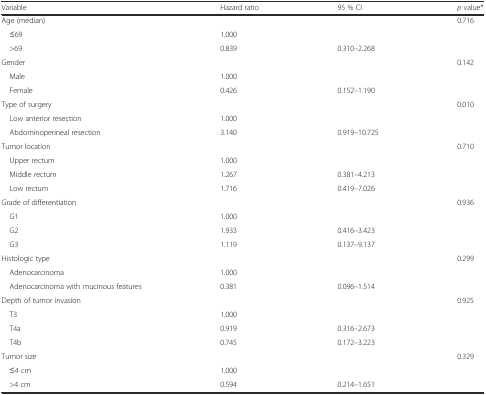 Variable Hazard ratio 95 % CI p value*
Age (median) 0.716
≤69 1.000
>69 0.839 0.310–2.268
Gender 0.142
Male 1.000
Female 0.426 0.152–1.190
Type of surgery 0.010
Low anterior resection 1.000
Abdominoperineal resection 3.140 0.919–10.725
Tumor location 0.710
Upper rectum 1.000
Middle rectum 1.267 0.381–4.213
Low rectum 1.716 0.419–7.026
Grade of differentiation 0.936
G1 1.000
G2 1.933 0.416–3.423
G3 1.119 0.137–9.137
Histologic type 0.299
Adenocarcinoma 1.000
Adenocarcinoma with mucinous features 0.381 0.096–1.514
Depth of tumor invasion 0.925
T3 1.000
T4a 0.919 0.316–2.673
T4b 0.745 0.172–3.223
Tumor size 0.329
≤4 cm 1.000
>4 cm 0.594 0.214–1.651